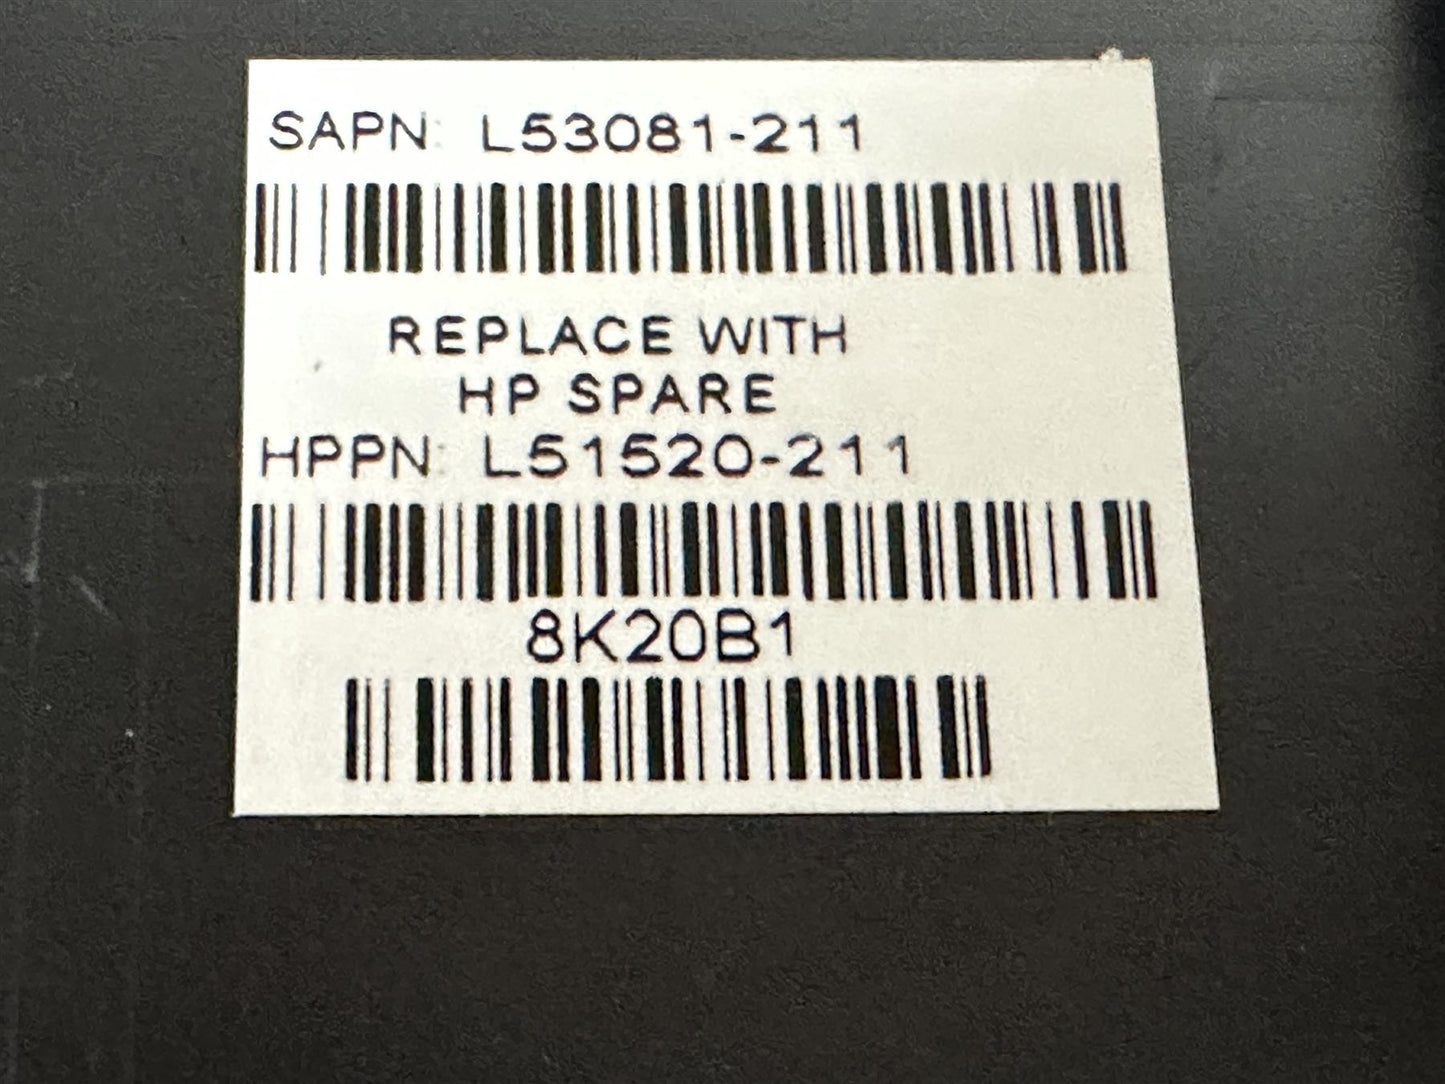 SAPN: L53081-211
REPLACE WITH
HP SPARE
HPPN: L51520-211
8K20B1